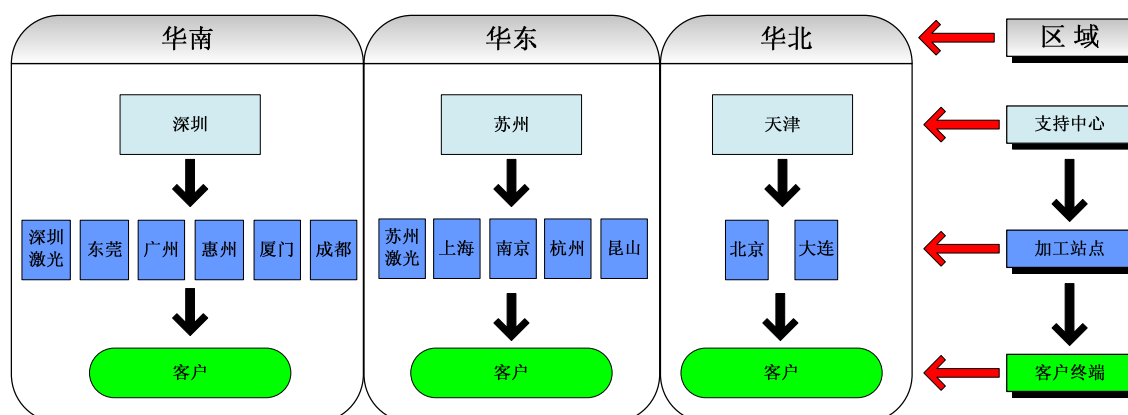 华南
华东
华北
区 域
深圳
苏州
天津
支持中心
深圳
激光
东莞
广州
惠州
厦门
成都
苏州
激光
上海
南京
杭州
昆山
北京
大连
加工站点
客户
客户
客户
客户终端